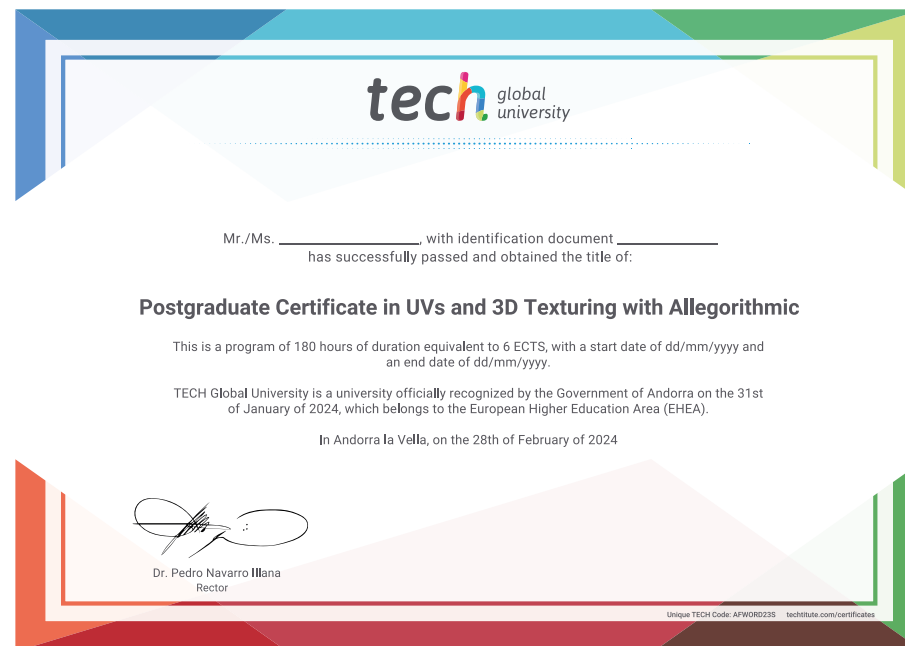 tech global university
Mr./Ms. ____________________, with identification document ______________
has successfully passed and obtained the title of:
Postgraduate Certificate in UVs and 3D Texturing with Allegorithmic
This is a program of 180 hours of duration equivalent to 6 ECTS, with a start date of dd/mm/yyyy and
an end date of dd/mm/yyyy.
TECH Global University is a university officially recognized by the Government of Andorra on the 31st
of January of 2024, which belongs to the European Higher Education Area (EHEA).
In Andorra la Vella, on the 28th of February of 2024
Dr. Pedro Navarro Illana
Rector
Unique TECH Code: AFWORD23S techtitute.com/certificates